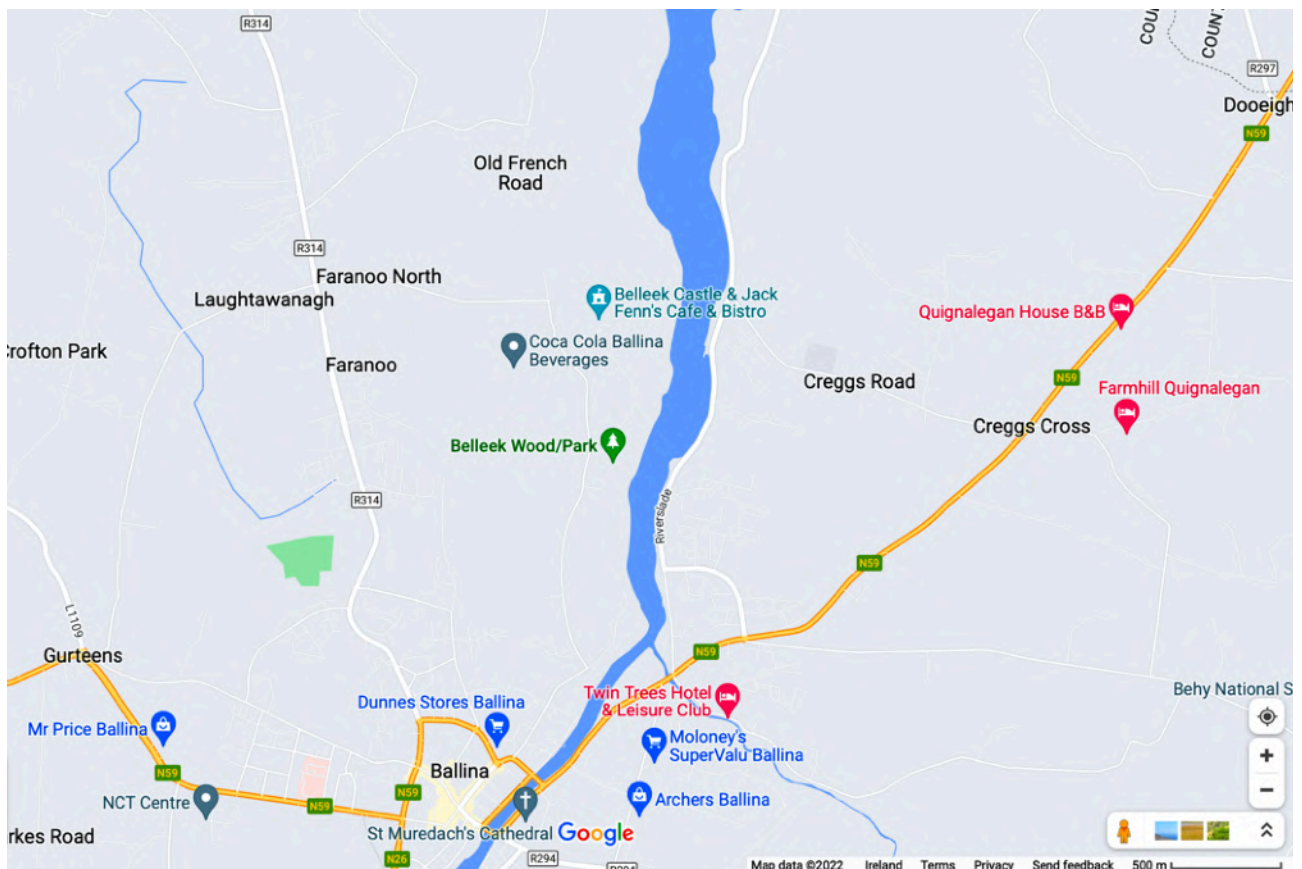 R314
COUN
COUNT
R297
Dooeigh
N59
Old French
Road
R314
Faranoo North
Laughtawanagh
Belleek Castle & Jack
Fenn's Cafe & Bistro
Quignalegan House B&B
Coca Cola Ballina
Beverages
Crofton Park
Faranoo
Creggs Road
N59
Farmhill Quignalegan
Creggs Cross
Belleek Wood/Park
R314
Riverslade
N59
L1109
Gurteens
N59
Behy National S
Twin Trees Hotel
& Leisure Club
Dunnes Stores Ballina
Mr Price Ballina
Moloney's
SuperValu Ballina
N59
Ballina
N59
NCT Centre
N59
Archers Ballina
rkes Road
St Muredach's Cathedral
Google
N26
R294
R294
Map data ©2022
Ireland
Terms
Privacy
Send feedback
500 m